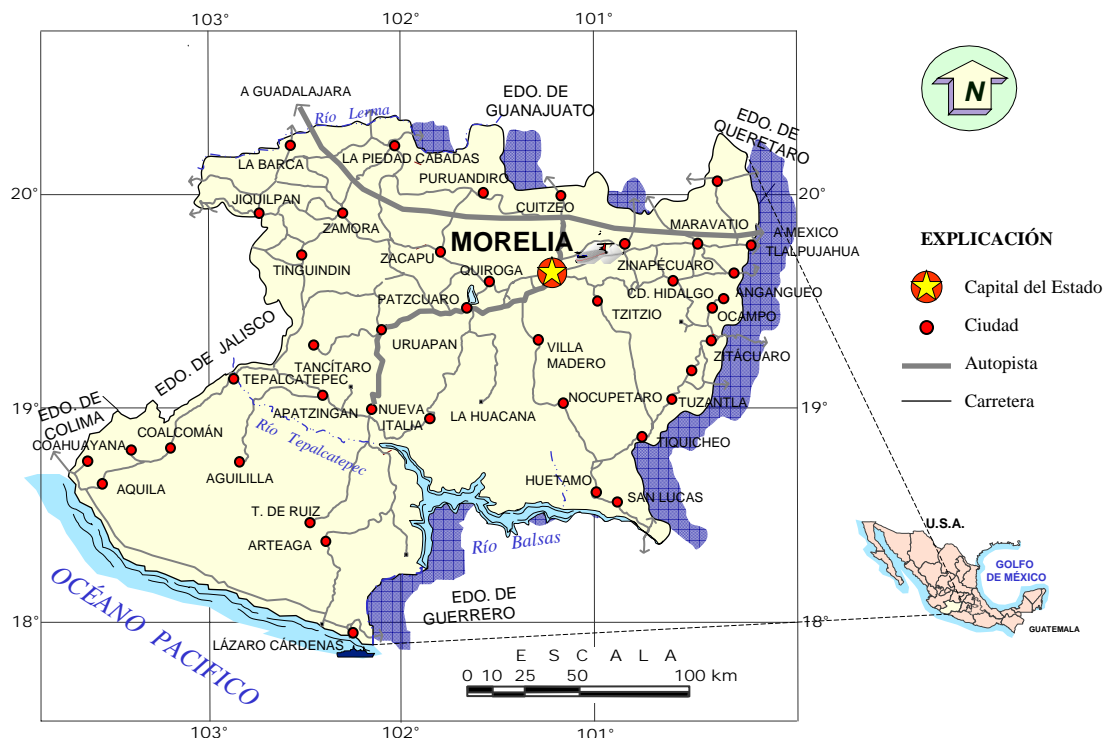 103°
102°
101°
A GUADALAJARA
Río Lerma
EDO. DE
GUANAJUATO
EDO. DE
QUERETARO
N
LA BARCA
LA PIEDAD CABADAS
PURUANDIRO
20°
20°
JIQUILPAN
ZAMORA
CUITZEO
MARAVATIO
A MEXICO
TLALPUJAHUA
MORELIA
ZACAPU
TINGUINDIN
QUIROGA
ZINAPÉCUARO
EXPLICACIÓN
Capital del Estado
Ciudad
Autopista
Carretera
PATZCUARO
CD. HIDALGO
ANGANGUEO
TZITZIO
OCAMPO
EDO. DE JALISCO
URUAPAN
VILLA
MADERO
ZITÁCUARO
TANCÍTARO
TEPALCATEPEC
EDO. DE
COLIMA
APATZINGAN
NUEVA
ITALIA
LA HUACANA
NOCUPETARO
TUZANTLA
19°
19°
COAHUAYANA
COALCOMÁN
Río Tepalcatepec
TIQUICHEO
AQUILA
AGUILILLA
HUETAMO
SAN LUCAS
T. DE RUIZ
ARTEAGA
Río Balsas
U.S.A.
GOLFO
DE MÉXICO
GUATEMALA
OCÉANO PACIFICO
EDO. DE
GUERRERO
18°
18°
LÁZARO CÁRDENAS
E S C A L A
0 10 25 50 100 km
103°
102°
101°